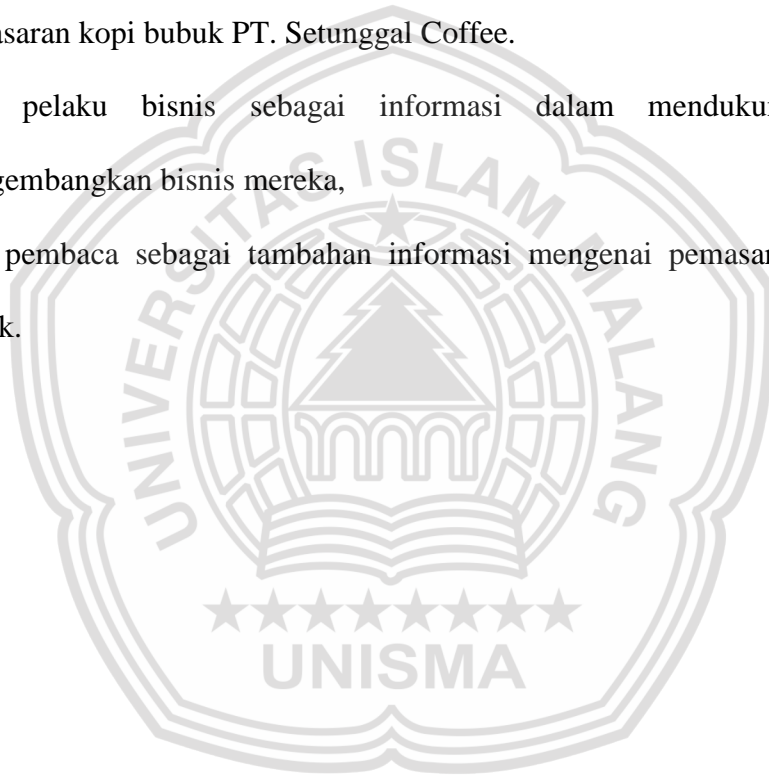 asaran kopi bubuk PT. Setunggal Coffee.
pelaku bisnis sebagai informasi dalam menduku
gembangkan bisnis mereka,
pembaca sebagai tambahan informasi mengenai pemasar
k.
UNIVERSITAS ISLAM MALANG
UNISMA